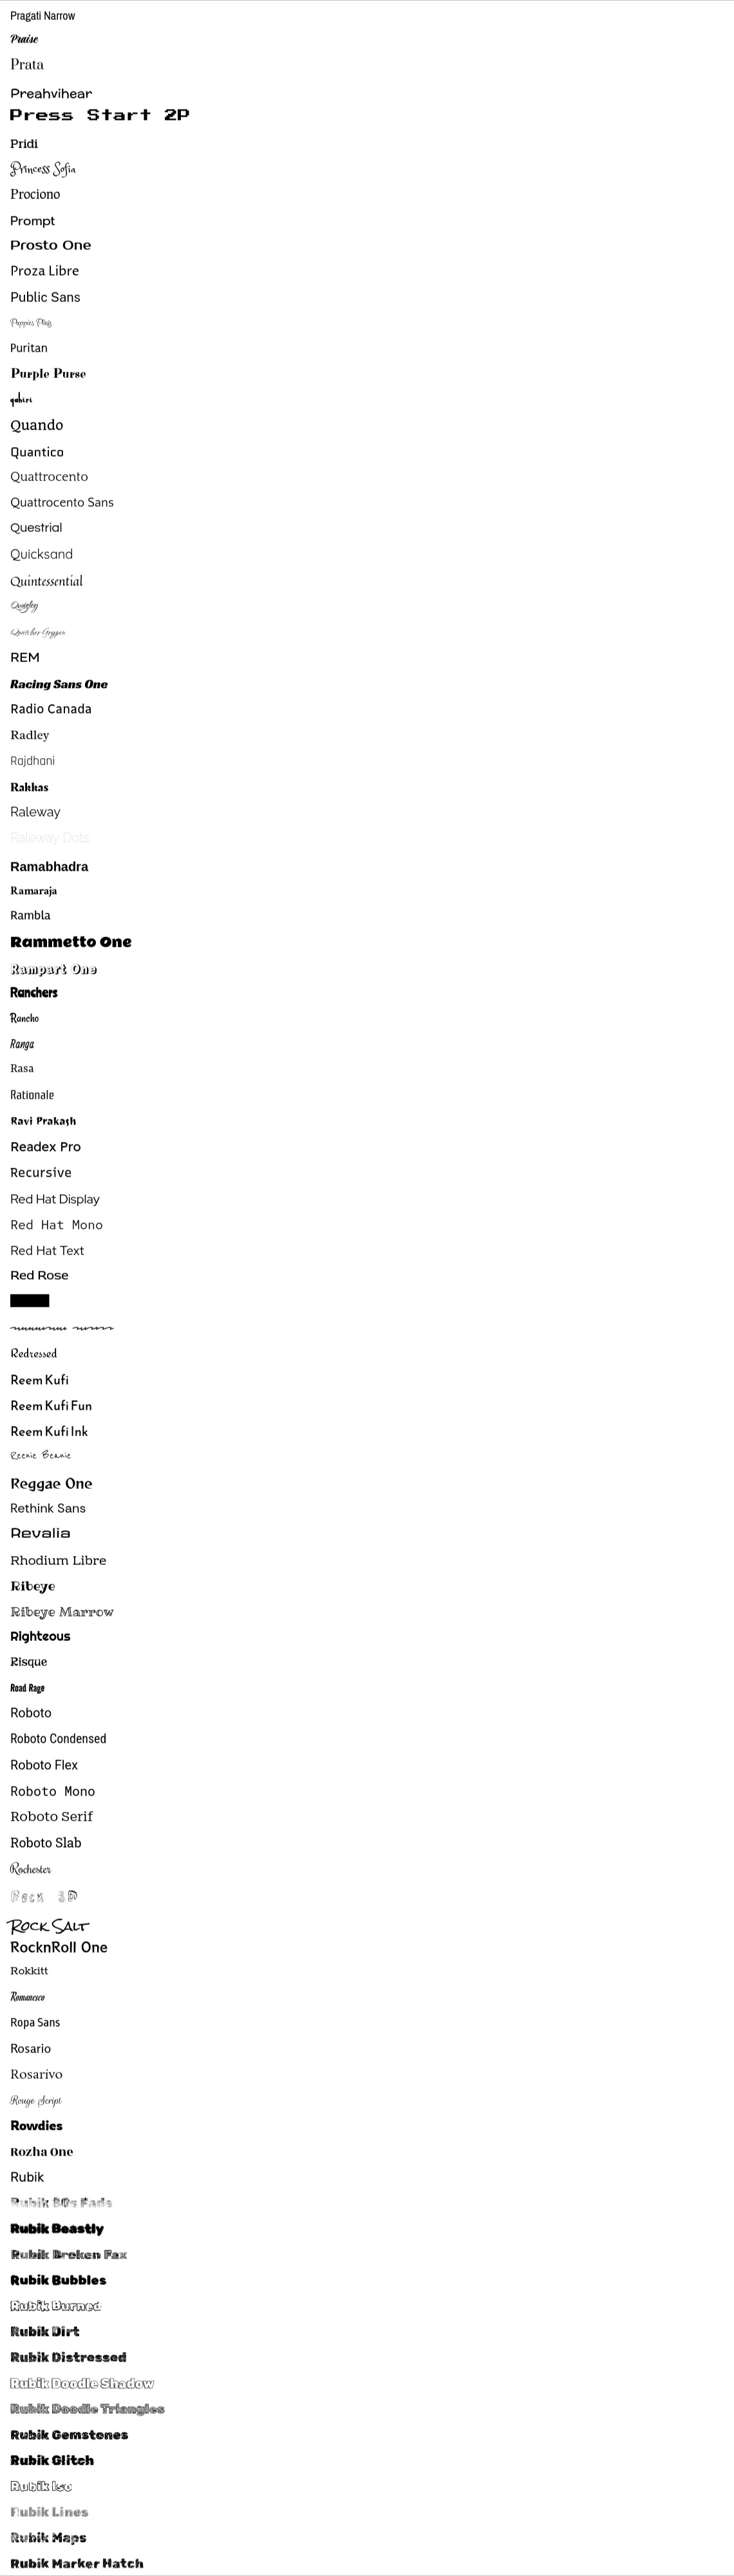 Pragati Narrow
Praise
Prata
Preahvihear
Press Start 2P
Pridi
Princess Sofia
Prociono
Prompt
Prosto One
Proza Libre
Public Sans
Puppies Play
Puritan
Purple Purse
qahiri
Quando
Quantico
Quattrocento
Quattrocento Sans
Questrial
Quicksand
Quintessential
Qwigley
Qwitcher Grypen
REM
Racing Sans One
Radio Canada
Radley
Rajdhani
Rakkas
Raleway
Raleway Dots
Ramabhadra
Ramaraja
Rambla
Rammetto One
Rampart One
Ranchers
Rancho
Ranga
Rasa
Rationale
Ravi Prakash
Readex Pro
Recursive
Red Hat Display
Red Hat Mono
Red Hat Text
Red Rose
Redressed
Reem Kufi
Reem Kufi Fun
Reem Kufi Ink
Reenie Beanie
Reggae One
Rethink Sans
Revalia
Rhodium Libre
Ribeye
Ribeye Marrow
Righteous
Risque
Road Rage
Roboto
Roboto Condensed
Roboto Flex
Roboto Mono
Roboto Serif
Roboto Slab
Rochester
Rock 3D
Rock Salt
RocknRoll One
Rokkitt
Romanesco
Ropa Sans
Rosario
Rosarivo
Rouge Script
Rowdies
Rozha One
Rubik
Rubik 80s Fade
Rubik Beastly
Rubik Broken Fax
Rubik Bubbles
Rubik Burned
Rubik Dirt
Rubik Distressed
Rubik Doodle Shadow
Rubik Doodle Triangles
Rubik Gemstones
Rubik Glitch
Rubik Iso
Rubik Lines
Rubik Maps
Rubik Marker Hatch